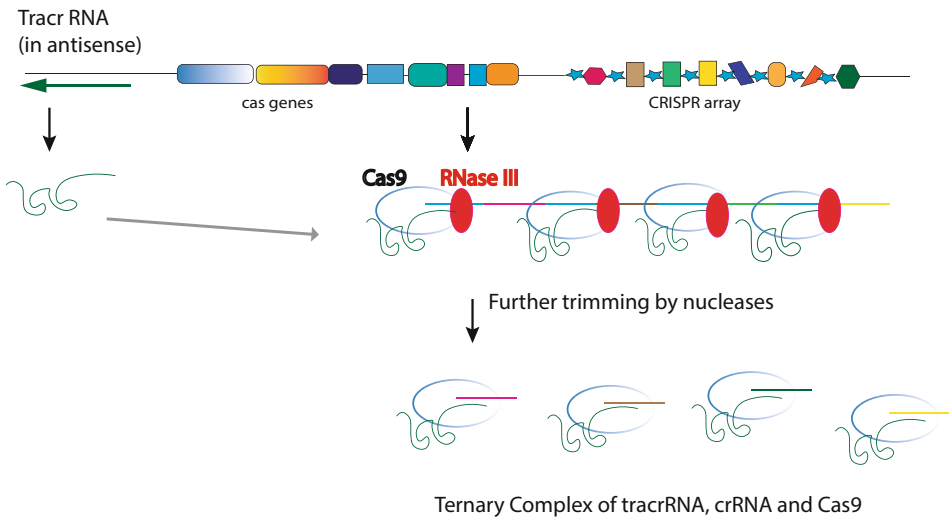 Tracr RNA
(in antisense)
cas genes
CRISPR array
Cas9
RNase III
Further trimming by nucleases
Ternary Complex of tracrRNA, crRNA and Cas9